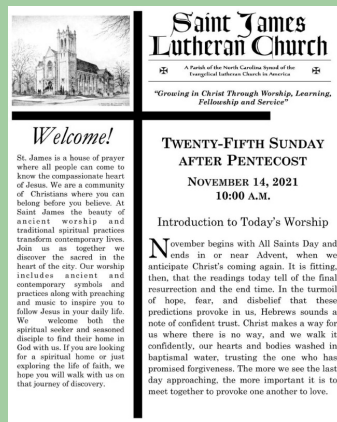 Saint James
Lutheran Church
A Parish of the North Carolina Synod of the
Evangelical Lutheran Church in America
"Growing in Christ Through Worship, Learning,
Fellowship and Service"
Welcome!
St. James is a house of prayer
where all people can come to
know the compassionate heart
of Jesus. We are a community
of Christians where you can
belong before you believe. At
Saint James the beauty of
ancient worship and
traditional spiritual practices
transform contemporary lives.
Join us as together we
discover the sacred in the
heart of the city. Our worship
includes ancient and
contemporary symbols and
practices along with preaching
and music to inspire you to
follow Jesus in your daily life.
We welcome both the
spiritual seeker and seasoned
disciple to find their home in
God with us. If you are looking
for a spiritual home or just
exploring the life of faith, we
hope you will walk with us on
that journey of discovery.
TWENTY-FIFTH SUNDAY
AFTER PENTECOST
NOVEMBER 14, 2021
10:00 A.M.
Introduction to Today's Worship
November begins with All Saints Day and
ends in or near Advent, when we
anticipate Christ's coming again. It is fitting,
then, that the readings today tell of the final
resurrection and the end time. In the turmoil
of hope, fear, and disbelief that these
predictions provoke in us, Hebrews sounds a
note of confident trust. Christ makes a way for
us where there is no way, and we walk it
confidently, our hearts and bodies washed in
baptismal water, trusting the one who has
promised forgiveness. The more we see the last
day approaching, the more important it is to
meet together to provoke one another to love.